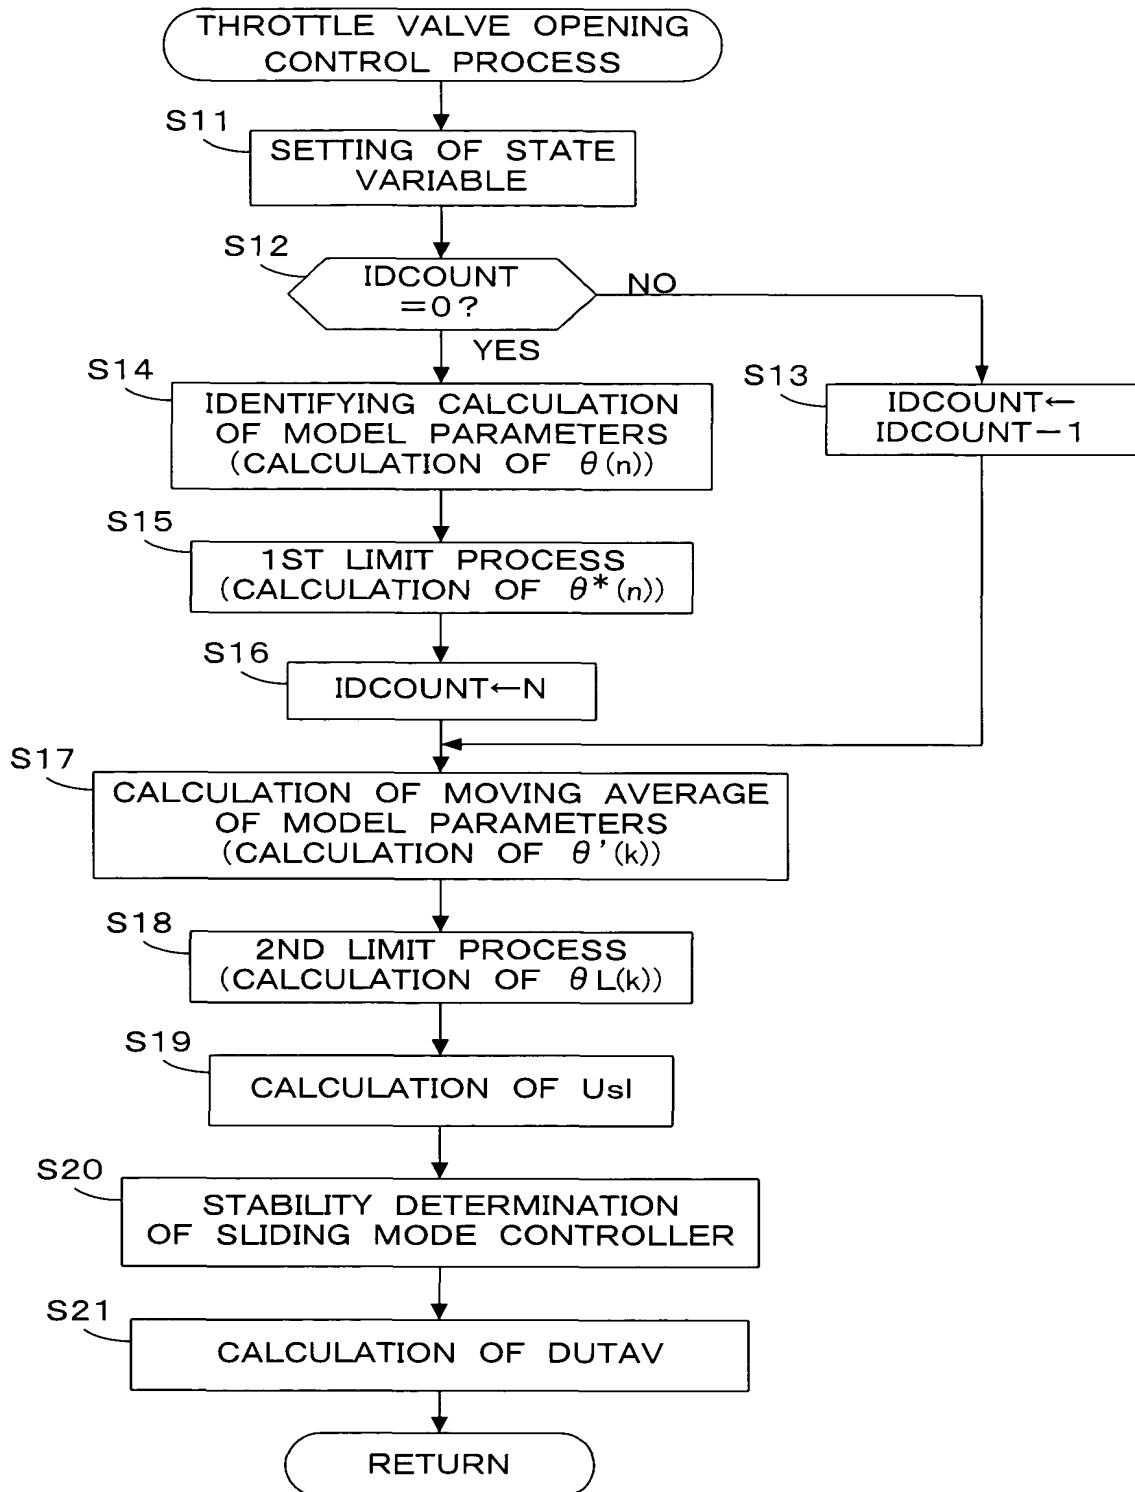 THROTTLE VALVE OPENING
CONTROL PROCESS
S11
SETTING OF STATE
VARIABLE
S12
IDCOUNT
=0?
NO
YES
S14
IDENTIFYING CALCULATION
OF MODEL PARAMETERS
(CALCULATION OF θ(n))
S13
IDCOUNT←
IDCOUNT−1
S15
1ST LIMIT PROCESS
(CALCULATION OF θ*(n))
S16
IDCOUNT←N
S17
CALCULATION OF MOVING AVERAGE
OF MODEL PARAMETERS
(CALCULATION OF θ'(k))
S18
2ND LIMIT PROCESS
(CALCULATION OF θL(k))
S19
CALCULATION OF Usl
S20
STABILITY DETERMINATION
OF SLIDING MODE CONTROLLER
S21
CALCULATION OF DUTAV
RETURN